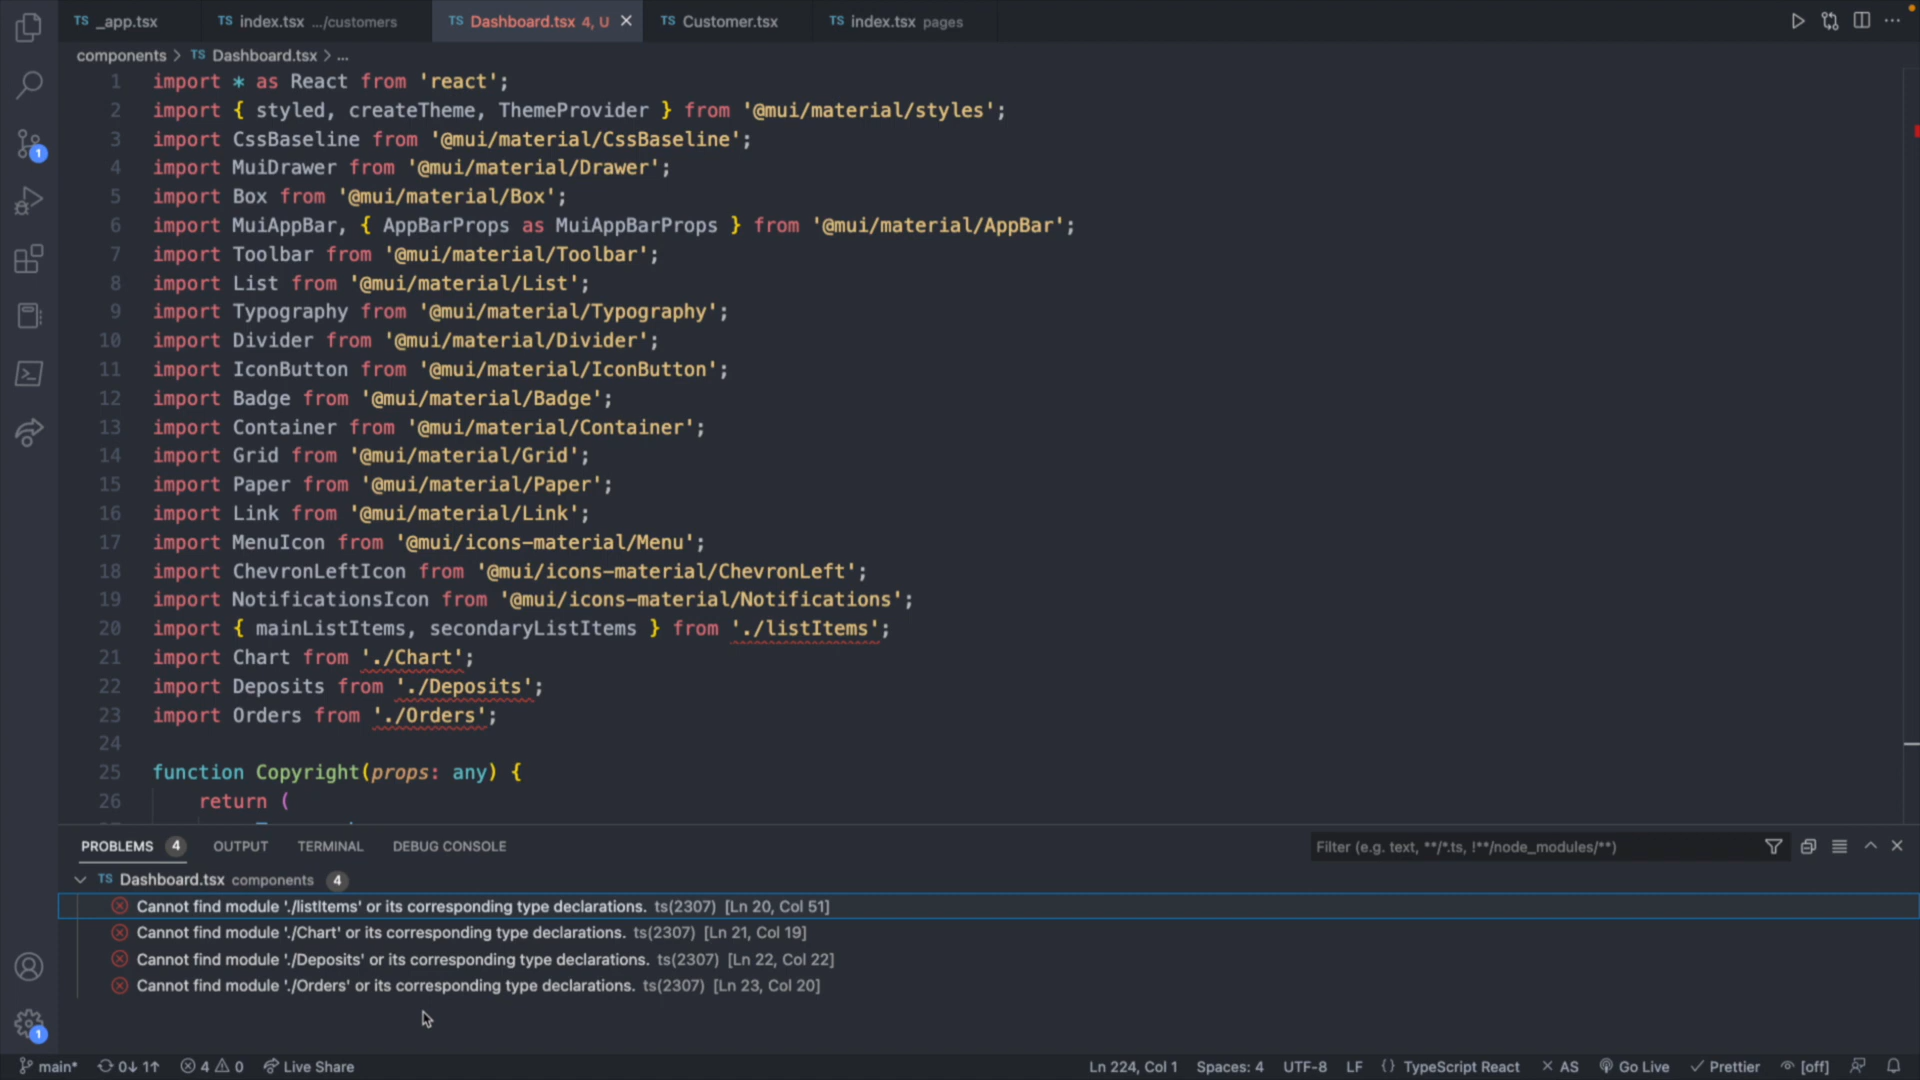 TS _app.tsx
TS index.tsx .../customers
TS Dashboard.tsx 4, U
TS Customer.tsx
TS index.tsx pages
components > TS Dashboard.tsx > ...
1 import * as React from 'react';
2 import { styled, createTheme, ThemeProvider } from '@mui/material/styles';
3 import CssBaseline from '@mui/material/CssBaseline';
4 import MuiDrawer from '@mui/material/Drawer';
5 import Box from '@mui/material/Box';
6 import MuiAppBar, { AppBarProps as MuiAppBarProps } from '@mui/material/AppBar';
7 import Toolbar from '@mui/material/Toolbar';
8 import List from '@mui/material/List';
9 import Typography from '@mui/material/Typography';
10 import Divider from '@mui/material/Divider';
11 import IconButton from '@mui/material/IconButton';
12 import Badge from '@mui/material/Badge';
13 import Container from '@mui/material/Container';
14 import Grid from '@mui/material/Grid';
15 import Paper from '@mui/material/Paper';
16 import Link from '@mui/material/Link';
17 import MenuIcon from '@mui/icons-material/Menu';
18 import ChevronLeftIcon from '@mui/icons-material/ChevronLeft';
19 import NotificationsIcon from '@mui/icons-material/Notifications';
20 import { mainListItems, secondaryListItems } from './listItems';
21 import Chart from './Chart';
22 import Deposits from './Deposits';
23 import Orders from './Orders';
24
25 function Copyright(props: any) {
26 return (
PROBLEMS 4 OUTPUT TERMINAL DEBUG CONSOLE
Filter (e.g. text, **/*.ts, !**/node_modules/**)
TS Dashboard.tsx components 4
Cannot find module './listItems' or its corresponding type declarations. ts(2307) [Ln 20, Col 51]
Cannot find module './Chart' or its corresponding type declarations. ts(2307) [Ln 21, Col 19]
Cannot find module './Deposits' or its corresponding type declarations. ts(2307) [Ln 22, Col 22]
Cannot find module './Orders' or its corresponding type declarations. ts(2307) [Ln 23, Col 20]
1
1
main* 0↓ 1↑ 4 0 Live Share
Ln 224, Col 1 Spaces: 4 UTF-8 LF {} TypeScript React × AS Go Live ✓ Prettier [off]